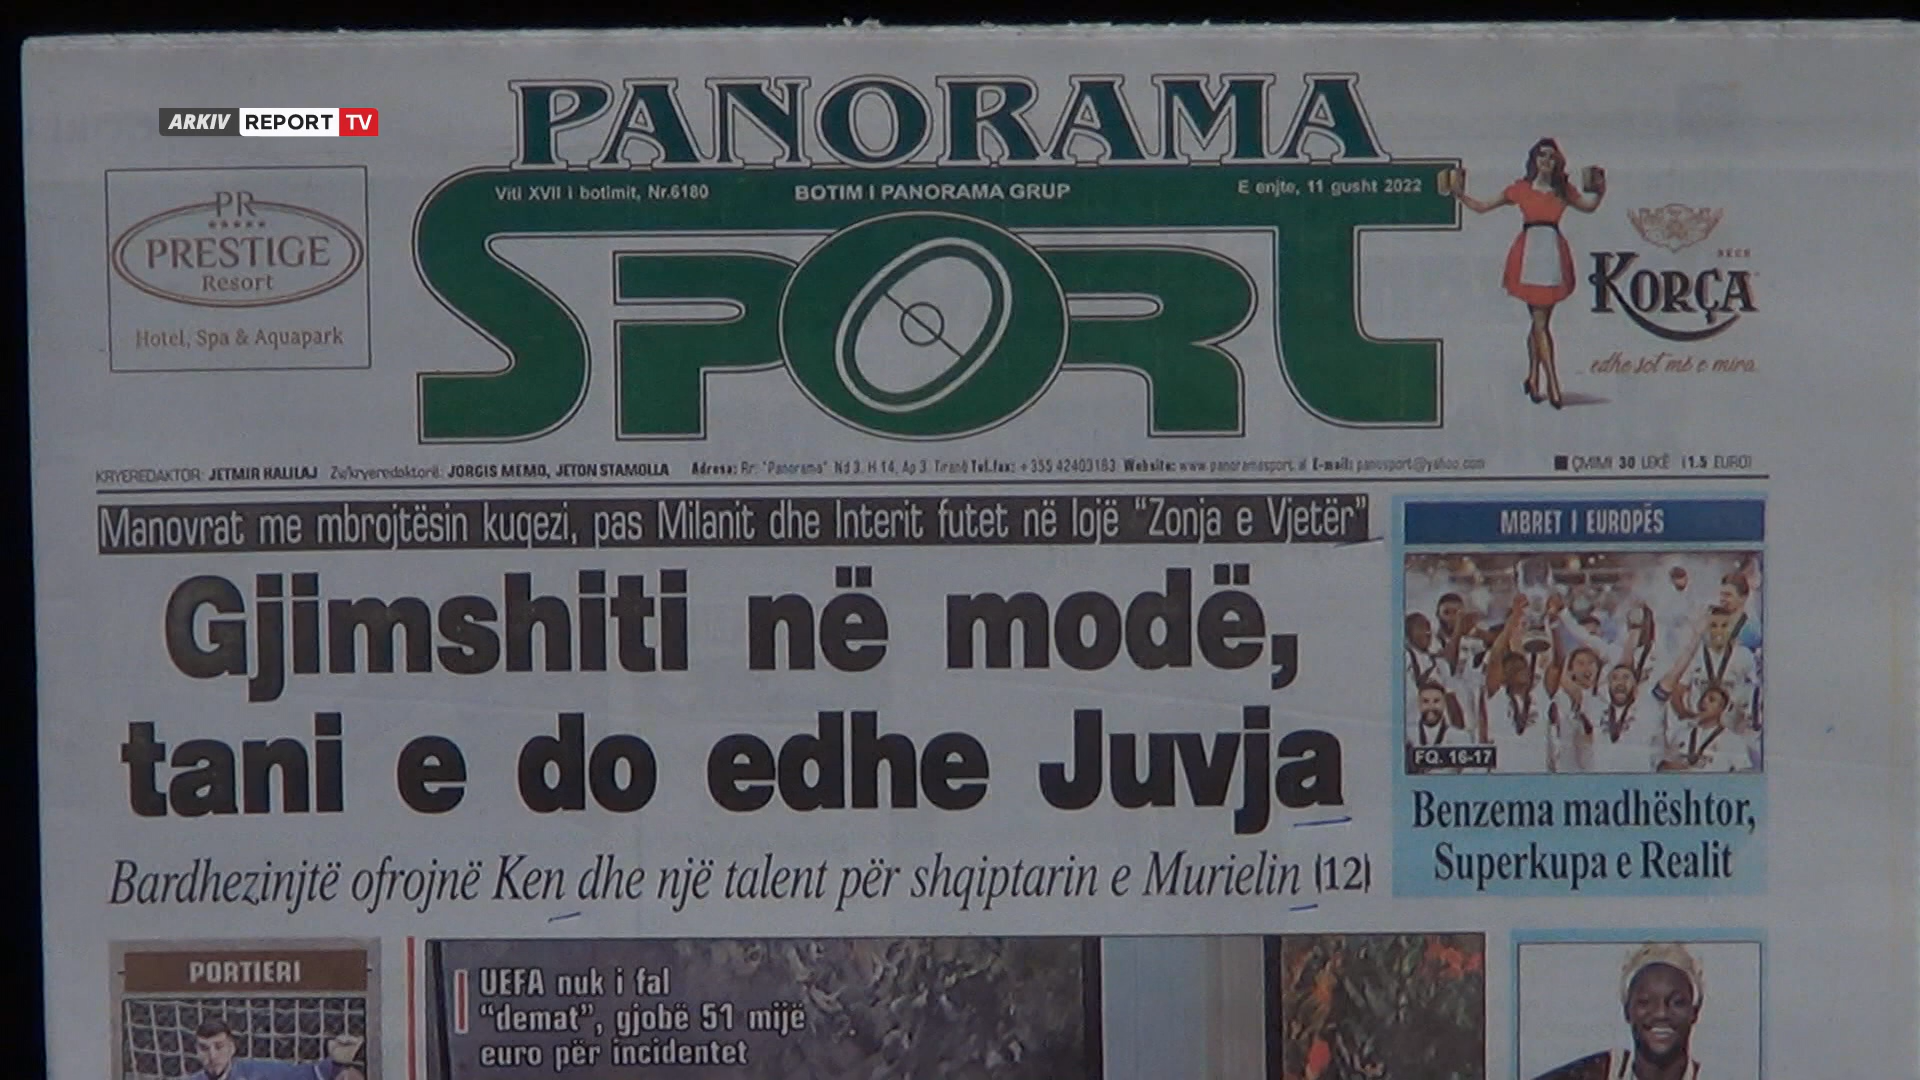 ARKIV REPORT TV
PANORAMA
SPORT
Viti XVII i botimit, Nr.6180
BOTIM I PANORAMA GRUP
E enjte, 11 gusht 2022
PR
PRESTIGE
Resort
Hotel, Spa & Aquapark
BEER
KORÇA
edhe sot më e mira
KRYEREDAKTOR: JETMIR HALILAJ Zv/kryeredaktorë: JORGIS MEMO, JETON STAMOLLA Adresa: Rr. "Panorama" Nd 3. H 14, Ap 3. Tiranë Tel.fax: +355 42403183 Website: www.panoramasport.al E-mail: panosport@yahoo.com ÇMIMI 30 LEKË (1.5 EURO)
Manovrat me mbrojtësin kuqezi, pas Milanit dhe Interit futet në lojë "Zonja e Vjetër"
Gjimshiti në modë,
tani e do edhe Juvja
Bardhezinjtë ofrojnë Ken dhe një talent për shqiptarin e Murielin (12)
MBRET I EUROPËS
FQ. 16-17
Benzema madhështor,
Superkupa e Realit
PORTIERI
UEFA nuk i fal
"demat", gjobë 51 mijë
euro për incidentet